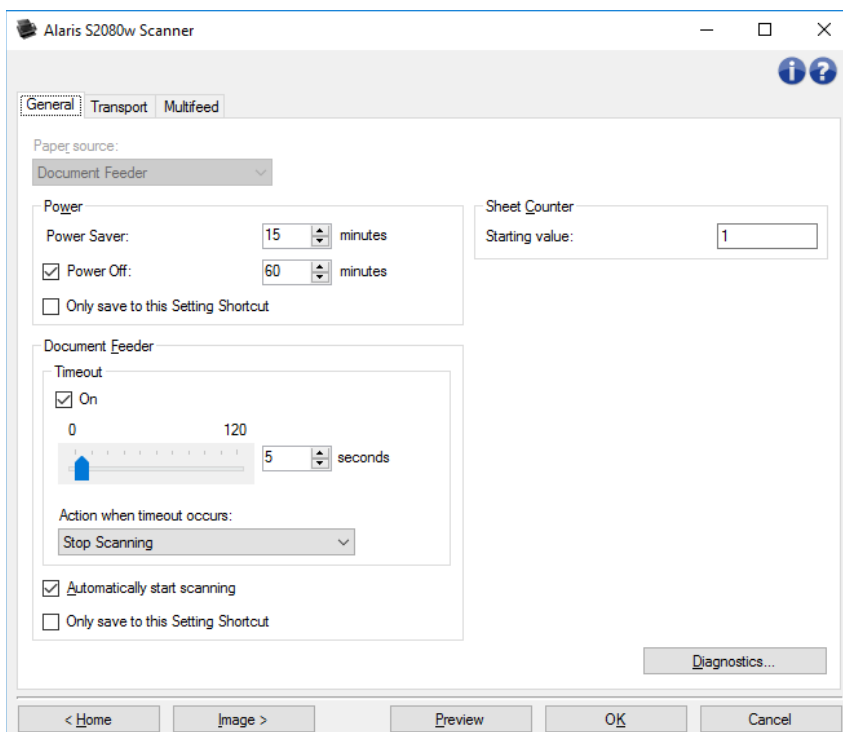 Alaris S2080w Scanner
General Transport Multifeed
Paper source:
Document Feeder
Power
Power Saver: 15 minutes
Power Off: 60 minutes
Only save to this Setting Shortcut
Sheet Counter
Starting value: 1
Document Feeder
Timeout
On
0 120
5 seconds
Action when timeout occurs:
Stop Scanning
Automatically start scanning
Only save to this Setting Shortcut
Diagnostics...
< Home Image > Preview OK Cancel